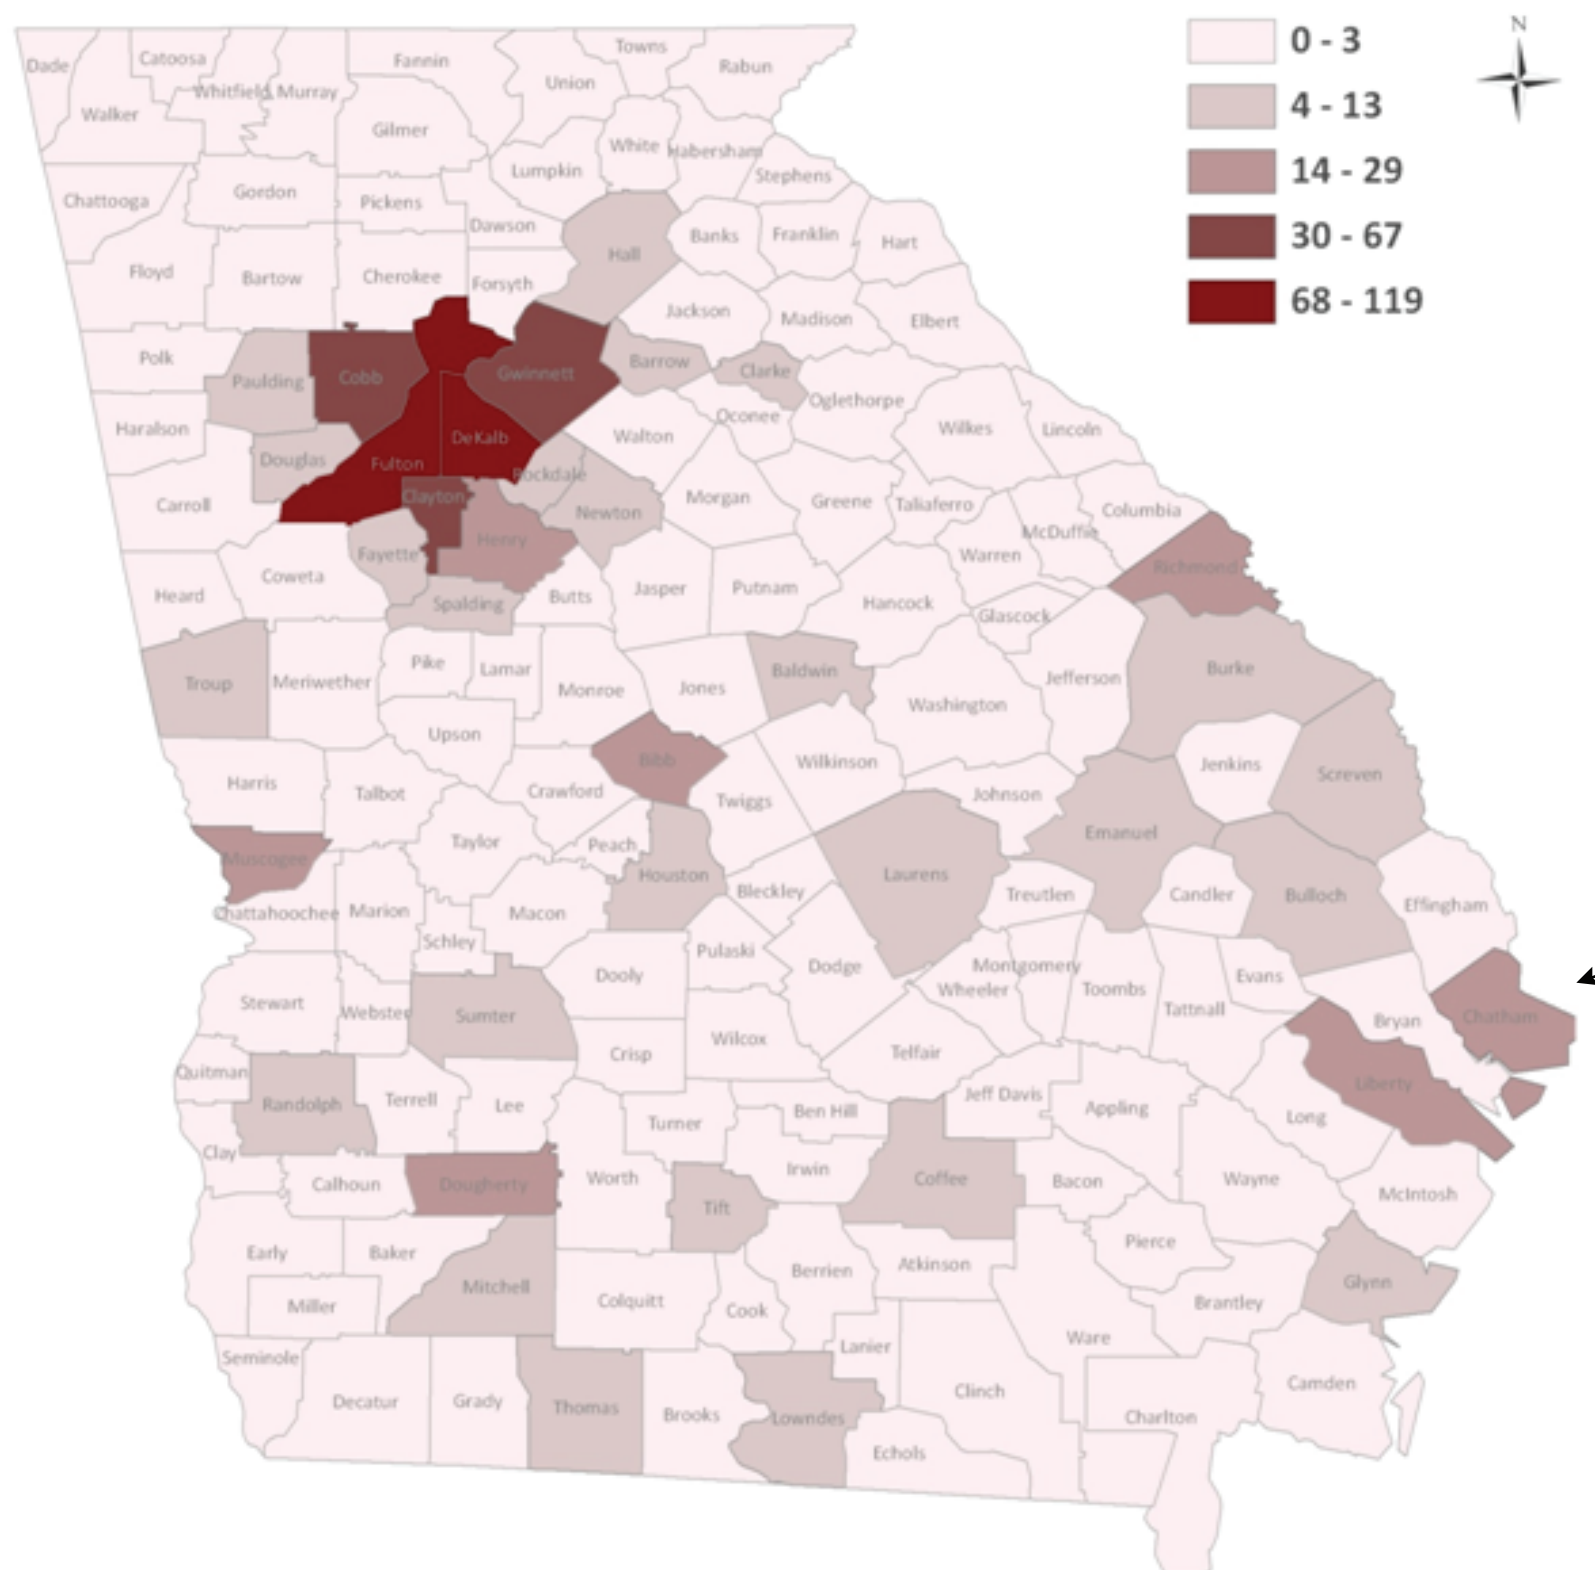 N
0 - 3
4 - 13
14 - 29
30 - 67
68 - 119
Dade
Catoosa
Whitfield
Murray
Fannin
Union
Towns
Rabun
Walker
Gilmer
White
Habersham
Lumpkin
Stephens
Chattooga
Gordon
Pickens
Dawson
Hall
Banks
Franklin
Hart
Floyd
Bartow
Cherokee
Forsyth
Jackson
Madison
Elbert
Polk
Paulding
Cobb
Gwinnett
Barrow
Clarke
Oglethorpe
Oconee
Wilkes
Lincoln
Haralson
Douglas
Fulton
DeKalb
Walton
Rockdale
Carroll
Clayton
Newton
Morgan
Greene
Taliaferro
McDuffie
Columbia
Henry
Fayette
Warren
Richmond
Heard
Coweta
Spalding
Butts
Jasper
Putnam
Hancock
Glascock
Troup
Meriwether
Pike
Lamar
Monroe
Jones
Baldwin
Washington
Jefferson
Burke
Upson
Bibb
Wilkinson
Jenkins
Screven
Harris
Talbot
Crawford
Twiggs
Johnson
Taylor
Peach
Emanuel
Muscogee
Houston
Laurens
Bleckley
Treutlen
Candler
Bulloch
Effingham
Chattahoochee
Marion
Macon
Schley
Pulaski
Dodge
Montgomery
Wheeler
Toombs
Tattnall
Evans
Stewart
Webster
Sumter
Dooly
Wilcox
Crisp
Telfair
Bryan
Chatham
Quitman
Randolph
Terrell
Lee
Turner
Ben Hill
Jeff Davis
Appling
Long
Liberty
Clay
Calhoun
Dougherty
Worth
Tift
Irwin
Coffee
Bacon
Wayne
McIntosh
Early
Baker
Mitchell
Berrien
Atkinson
Pierce
Glynn
Miller
Colquitt
Cook
Brantley
Seminole
Lanier
Ware
Decatur
Grady
Thomas
Brooks
Lowndes
Clinch
Charlton
Camden
Echols